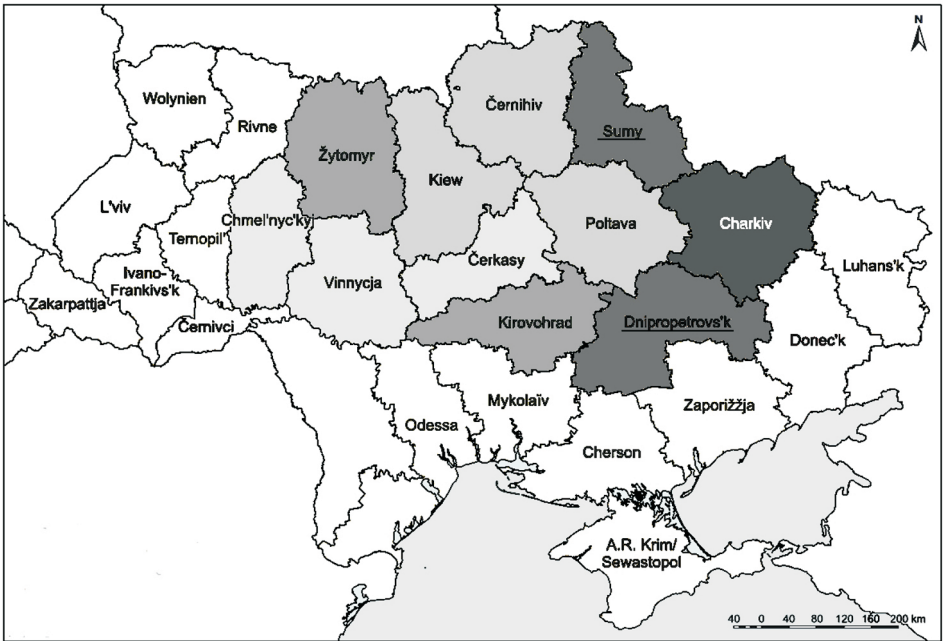 N
Wolynien
Rivne
Žytomyr
Kiew
Černihiv
Sumy
L'viv
Ternopil'
Chmel'nyc'kyj
Vinnycja
Čerkasy
Poltava
Charkiv
Luhans'k
Ivano-
Frankivs'k
Zakarpattja
Černivci
Kirovohrad
Dnipropetrovs'k
Donec'k
Odessa
Mykolaïv
Cherson
Zaporižžja
A.R. Krim/
Sewastopol
40 0 40 80 120 160 200 km